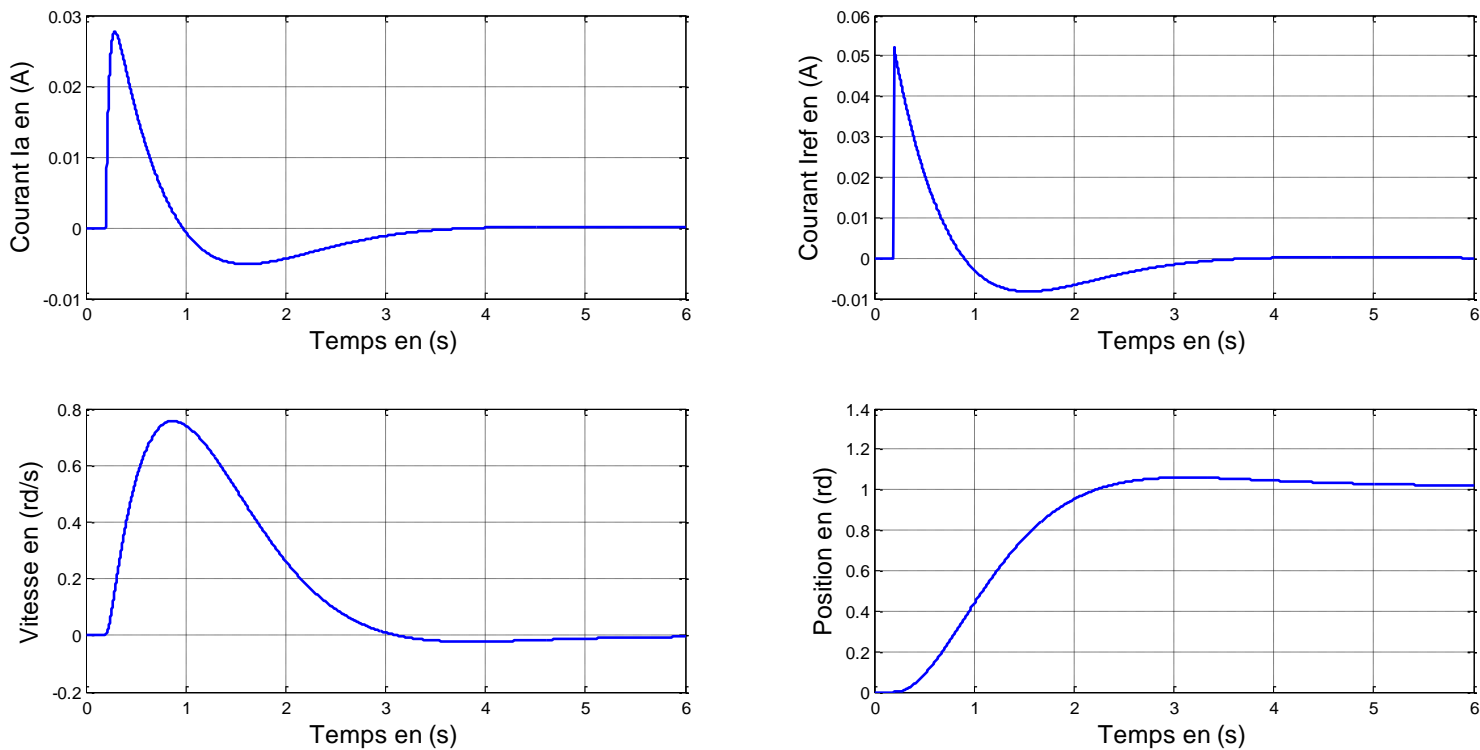 0.03
0.02
0.01
0
-0.01
Courant Ia en (A)
0 1 2 3 4 5 6
Temps en (s)
0.06
0.05
0.04
0.03
0.02
0.01
0
-0.01
Courant Iref en (A)
0 1 2 3 4 5 6
Temps en (s)
0.8
0.6
0.4
0.2
0
-0.2
Vitesse en (rd/s)
0 1 2 3 4 5 6
Temps en (s)
1.4
1.2
1
0.8
0.6
0.4
0.2
0
Position en (rd)
0 1 2 3 4 5 6
Temps en (s)